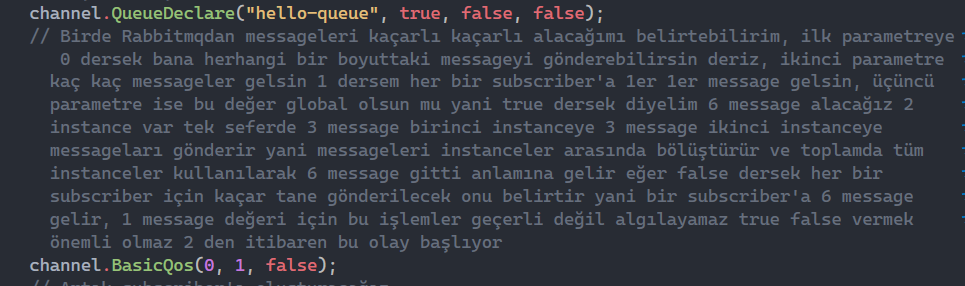 channel.QueueDeclare("hello-queue", true, false, false);
// Birde Rabbitmqdan messageleri kaçarlı kaçarlı alacağımı belirtebilirim, ilk parametreye
0 dersek bana herhangi bir boyuttaki messageyi gönderebilirsin deriz, ikinci parametre
kaç kaç messageler gelsin 1 dersem her bir subscriber'a 1er 1er message gelsin, üçüncü
parametre ise bu değer global olsun mu yani true dersek diyelim 6 message alacağız 2
instance var tek seferde 3 message birinci instanceye 3 message ikinci instanceye
messageları gönderir yani messageleri instanceler arasında bölüştürür ve toplamda tüm
instanceler kullanılarak 6 message gitti anlamına gelir eğer false dersek her bir
subscriber için kaçar tane gönderilecek onu belirtir yani bir subscriber'a 6 message
gelir, 1 message değeri için bu işlemler geçerli değil algılayamaz true false vermek
önemli olmaz 2 den itibaren bu olay başlıyor
channel.BasicQos(0, 1, false);